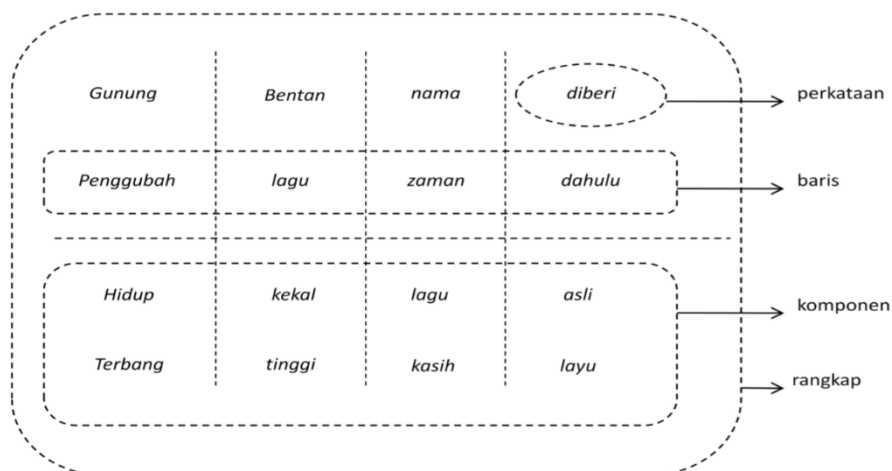 Gunung Bentan nama diberi perkataan
Penggubah lagu zaman dahulu baris
Hidup kekal lagu asli komponen
Terbang tinggi kasih layu
rangkap